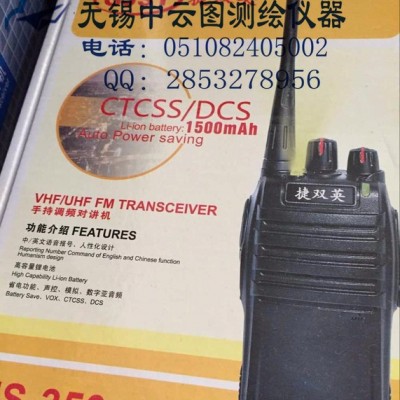 无锡中云图测绘仪器
电话：051082405002
QQ：2853278956
CTCSS/DCS
Li-ion battery: 1500mAh
Auto Power saving
捷双英
VHF/UHF FM TRANSCEIVER
手持调频对讲机
功能介绍 FEATURES
中/英文语音报号、人性化设计
Reporting Number Command of English and Chinese function
Humanism design
高容量锂电池
High Capability Li-ion Battery
省电功能、声控、模拟、数字亚音频
Battery Save、VOX、CTCSS、DCS